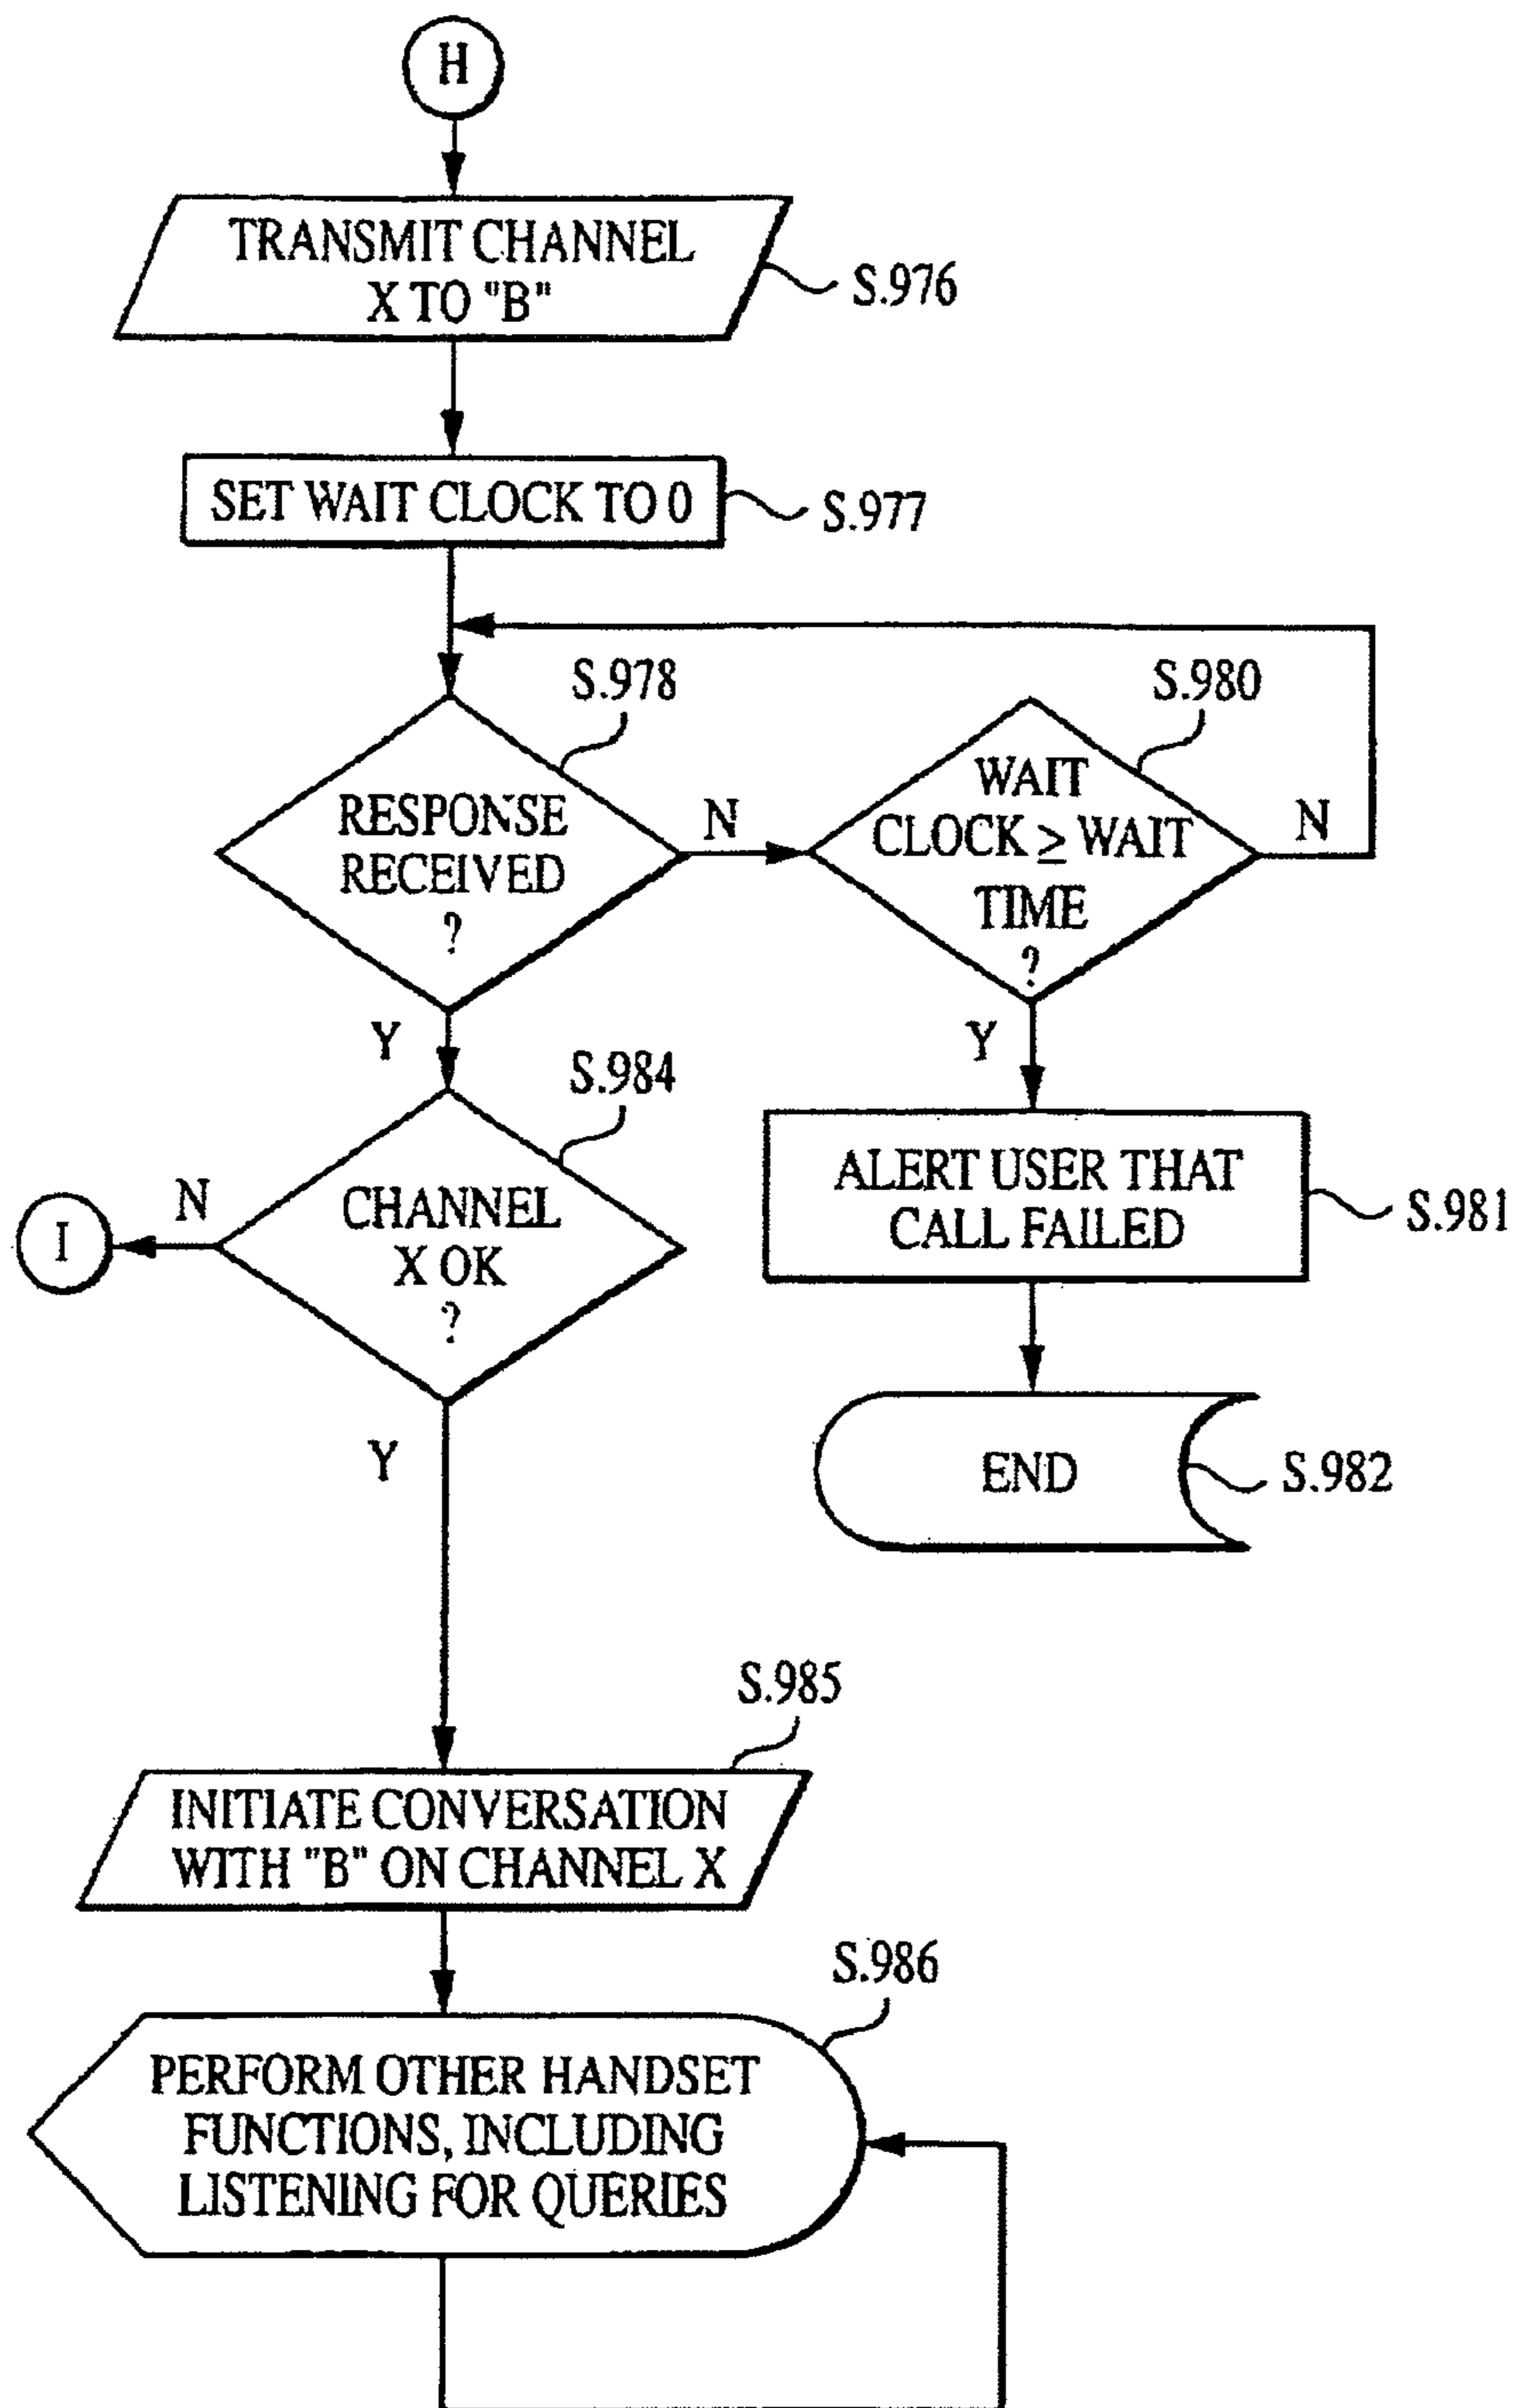 H
TRANSMIT CHANNEL
X TO "B"
S.976
SET WAIT CLOCK TO 0
S.977
S.978
RESPONSE
RECEIVED
?
N
Y
S.980
WAIT
CLOCK ≥ WAIT
TIME
?
N
Y
S.984
CHANNEL
X OK
?
N
I
Y
ALERT USER THAT
CALL FAILED
S.981
END
S.982
S.985
INITIATE CONVERSATION
WITH "B" ON CHANNEL X
S.986
PERFORM OTHER HANDSET
FUNCTIONS, INCLUDING
LISTENING FOR QUERIES